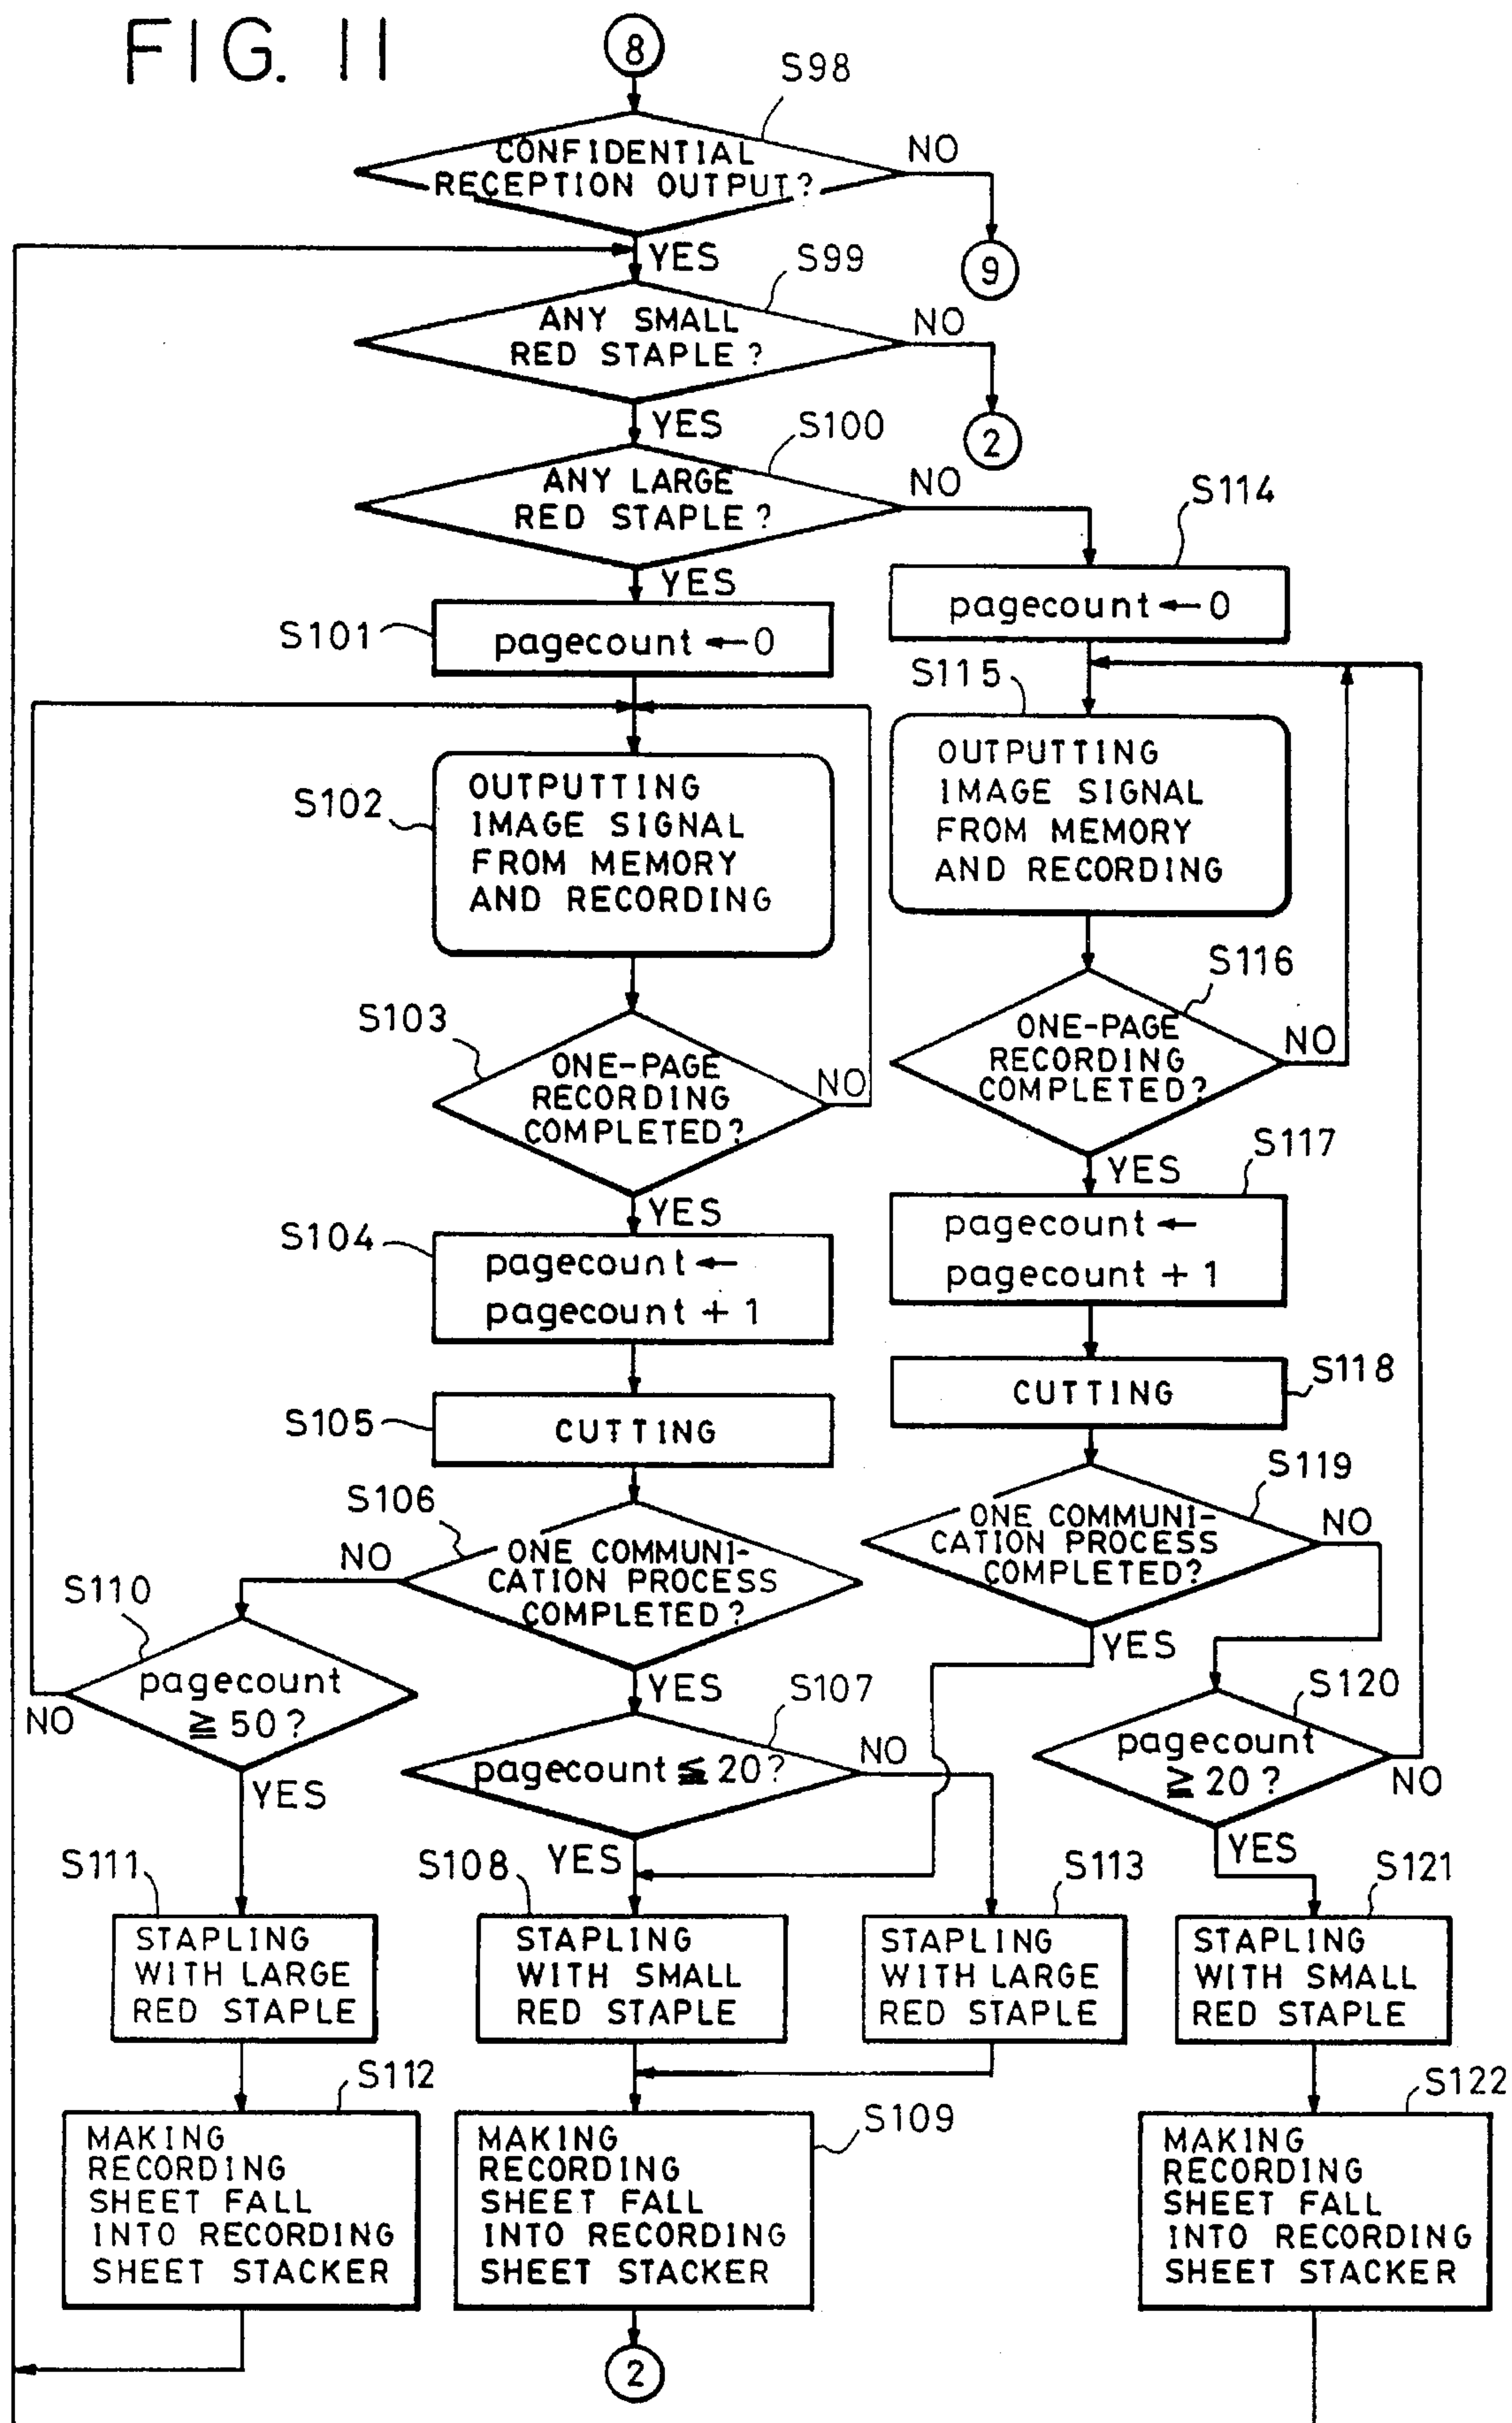 FIG. 11
8
S98
CONFIDENTIAL
RECEPTION OUTPUT?
NO
9
YES
S99
ANY SMALL
RED STAPLE?
NO
2
YES
S100
ANY LARGE
RED STAPLE?
NO
YES
S101
pagecount ← 0
S102
OUTPUTTING
IMAGE SIGNAL
FROM MEMORY
AND RECORDING
S103
ONE-PAGE
RECORDING
COMPLETED?
NO
YES
S104
pagecount ←
pagecount + 1
S105
CUTTING
S106
ONE COMMUNI-
CATION PROCESS
COMPLETED?
NO
YES
S110
pagecount
≧ 50?
NO
YES
S107
pagecount ≦ 20?
NO
YES
S111
STAPLING
WITH LARGE
RED STAPLE
S112
MAKING
RECORDING
SHEET FALL
INTO RECORDING
SHEET STACKER
S108
STAPLING
WITH SMALL
RED STAPLE
S113
STAPLING
WITH LARGE
RED STAPLE
S109
MAKING
RECORDING
SHEET FALL
INTO RECORDING
SHEET STACKER
2
S114
pagecount ← 0
S115
OUTPUTTING
IMAGE SIGNAL
FROM MEMORY
AND RECORDING
S116
ONE-PAGE
RECORDING
COMPLETED?
NO
YES
S117
pagecount ←
pagecount + 1
S118
CUTTING
S119
ONE COMMUNI-
CATION PROCESS
COMPLETED?
NO
YES
S120
pagecount
≧ 20?
NO
YES
S121
STAPLING
WITH SMALL
RED STAPLE
S122
MAKING
RECORDING
SHEET FALL
INTO RECORDING
SHEET STACKER